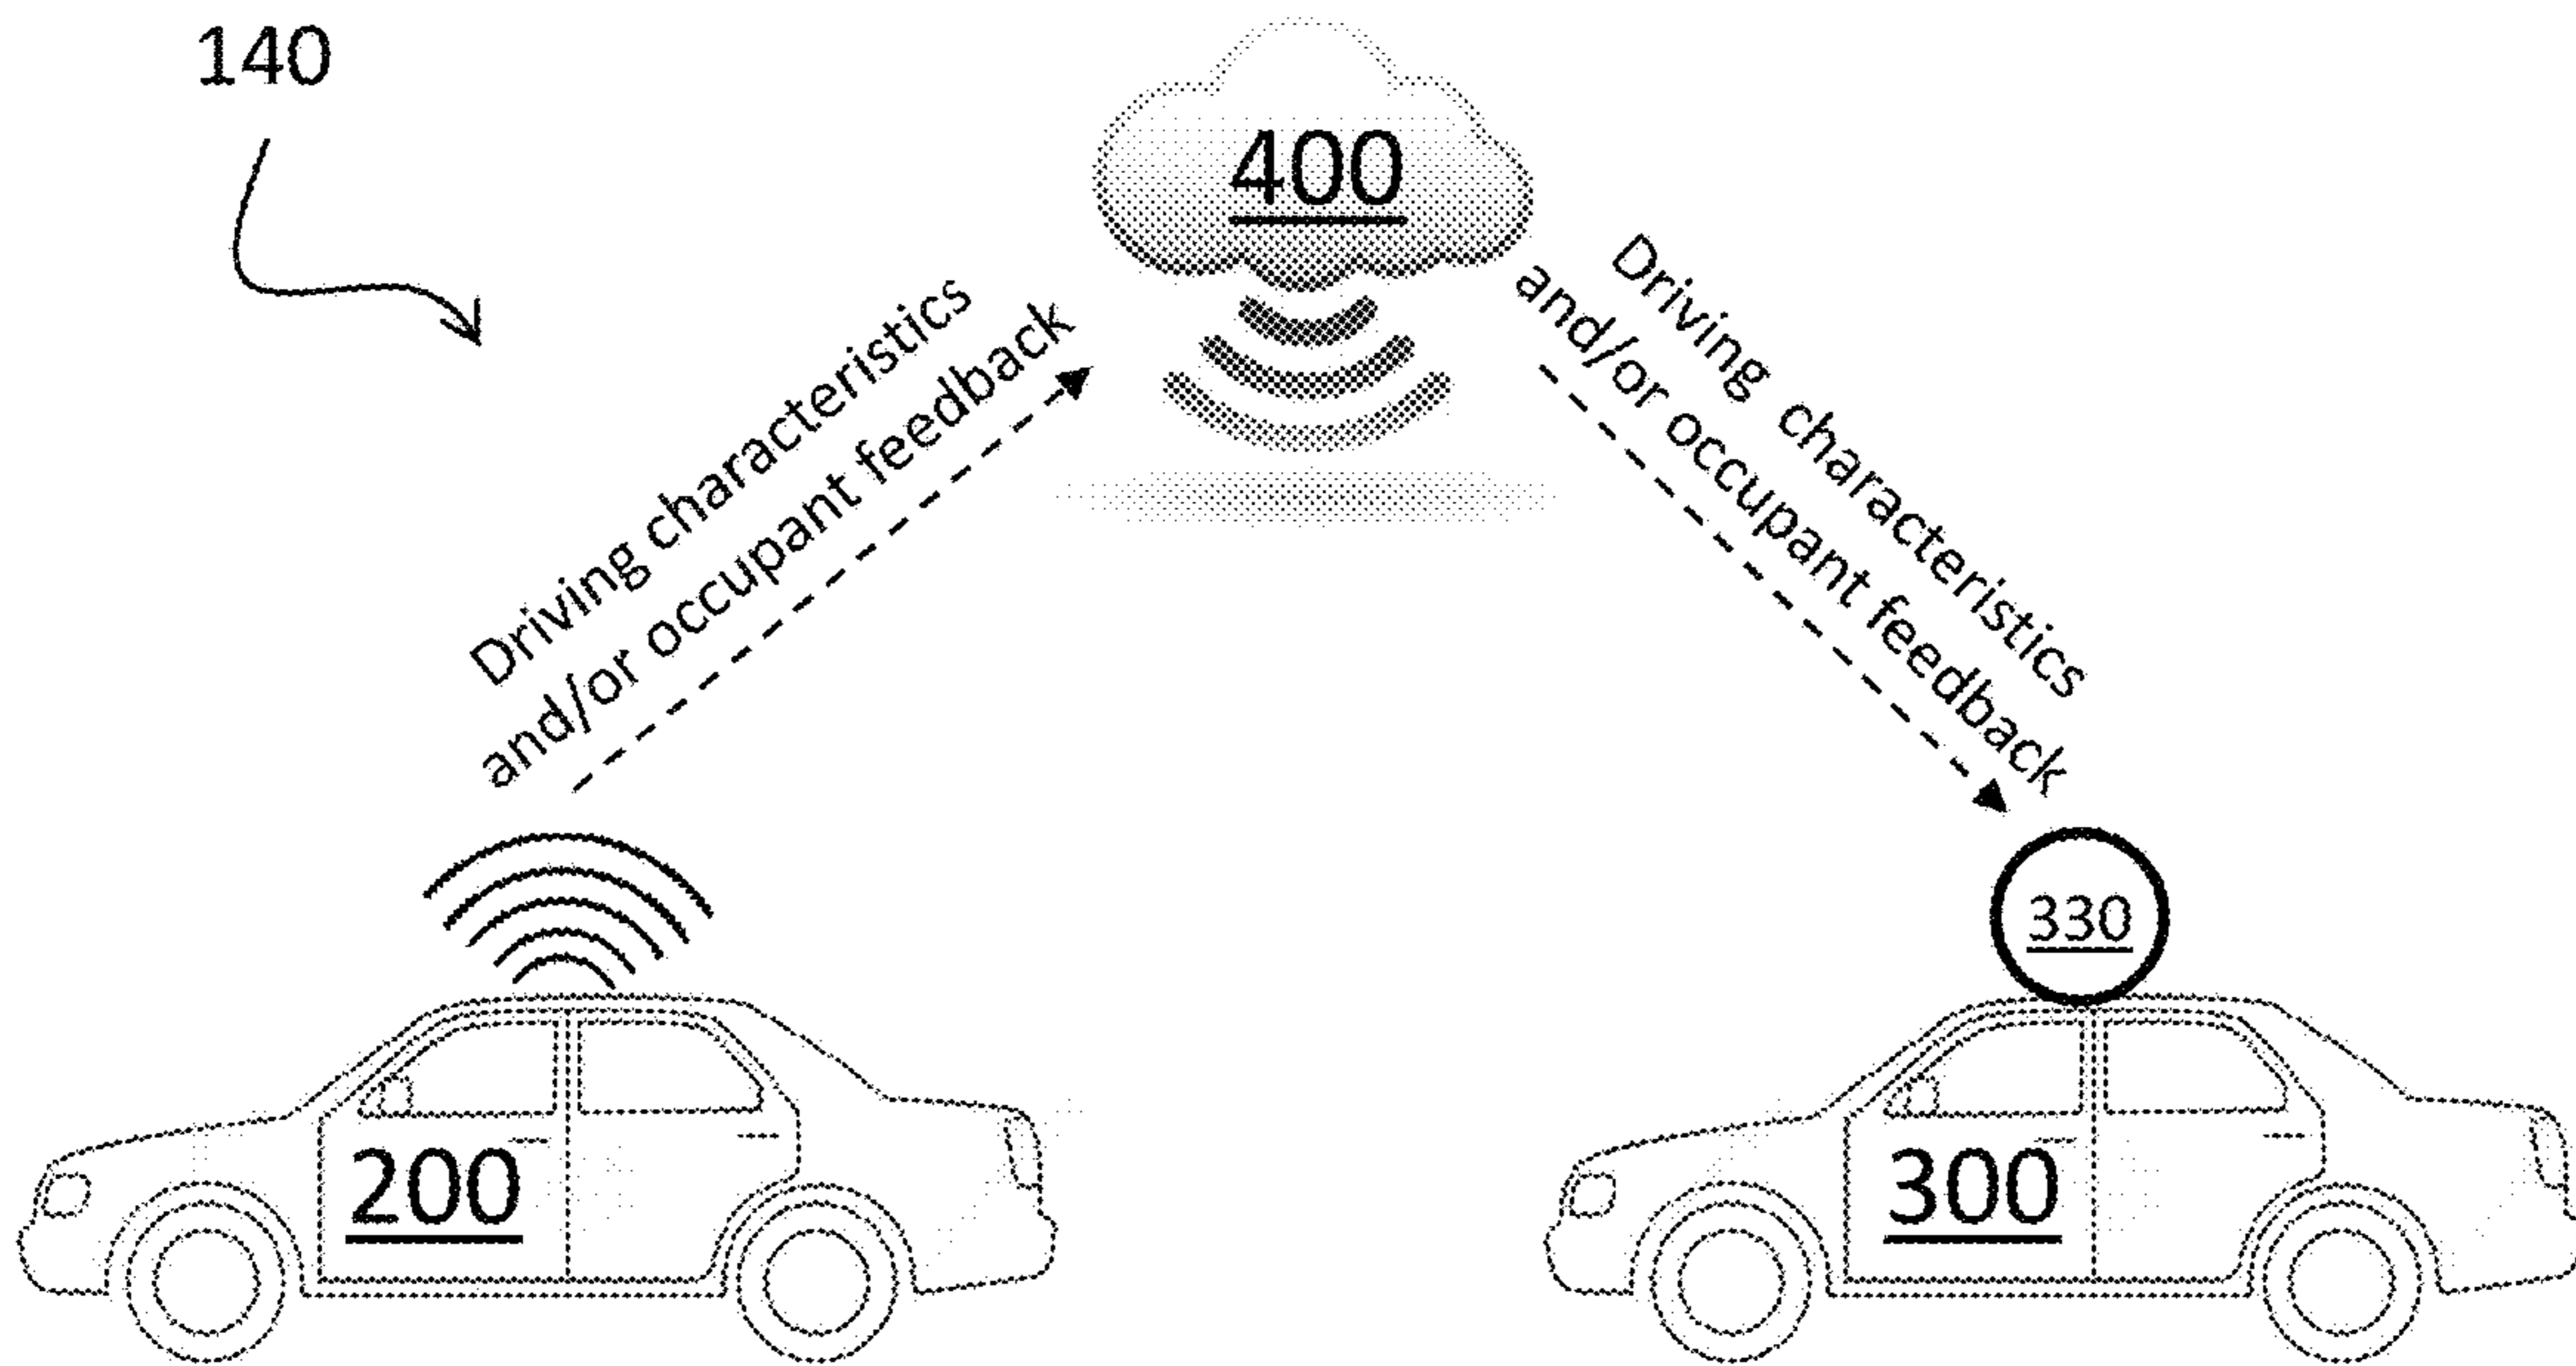 140
400
Driving characteristics
and/or occupant feedback
Driving characteristics
and/or occupant feedback
330
200
300